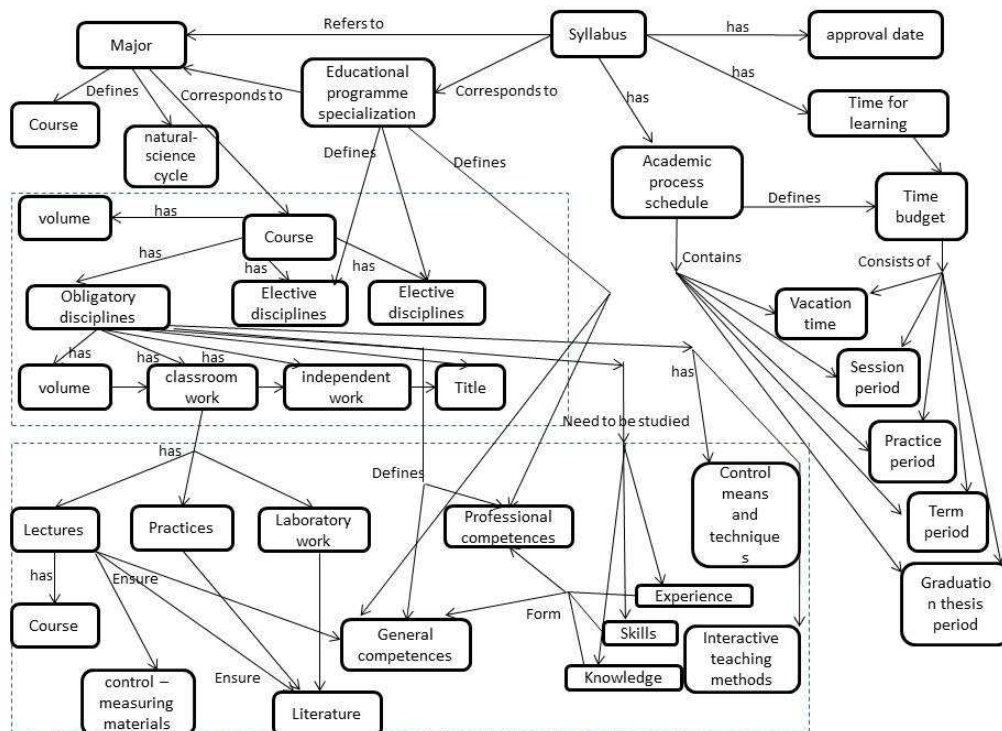 Refers to
Major
Syllabus
has
approval date
Defines
Corresponds to
Educational
programme
specialization
Corresponds to
has
has
Time for
learning
Course
natural-
science
cycle
Defines
Defines
Academic
process
schedule
Defines
Time
budget
volume
has
Course
has
has
has
Contains
Consists of
Obligatory
disciplines
Elective
disciplines
Elective
disciplines
Vacation
time
has
has
has
has
volume
classroom
work
independent
work
Title
Session
period
Need to be studied
Practice
period
has
Defines
Control
means
and
technique
s
Lectures
Practices
Laboratory
work
Professional
competences
Term
period
has
Ensure
Graduatio
n thesis
period
Course
Form
Experience
General
competences
Skills
Interactive
teaching
methods
Ensure
Knowledge
control –
measuring
materials
Literature